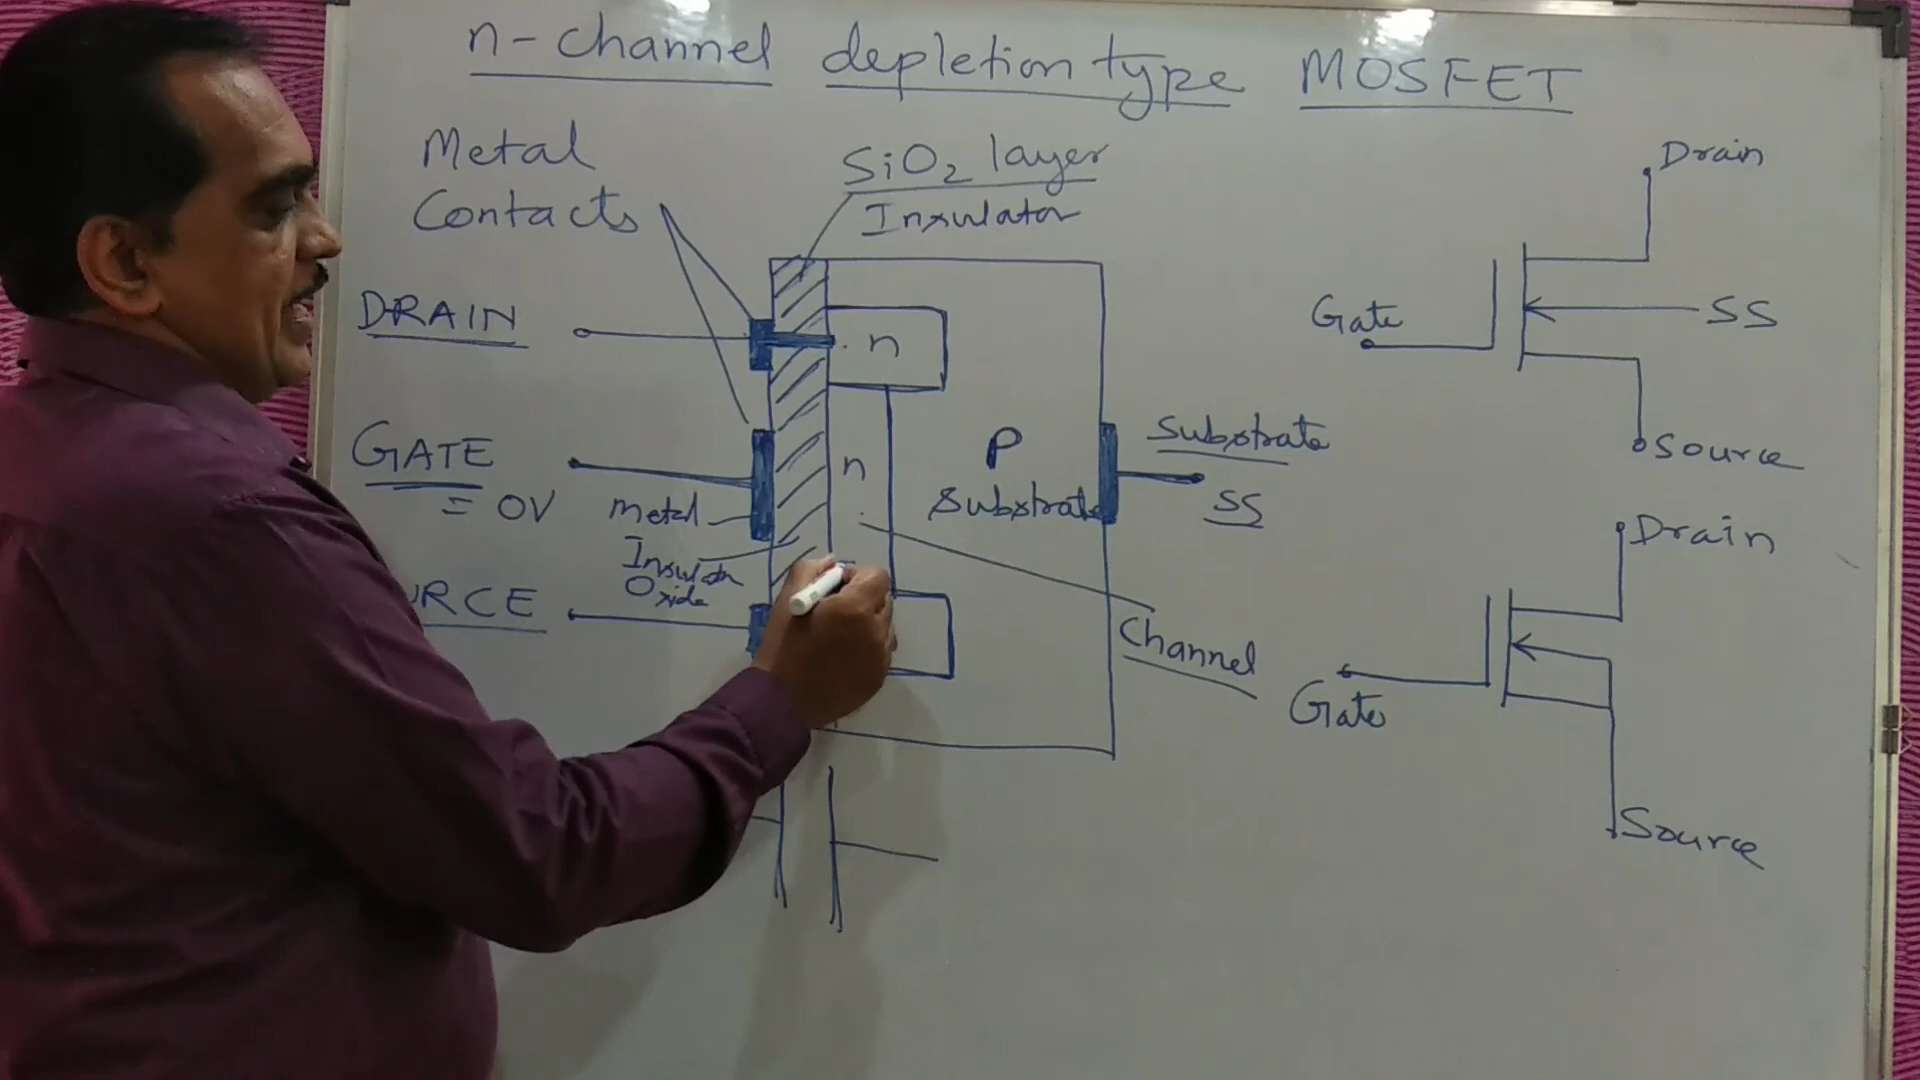 n-channel depletion type MOSFET
Metal
Contacts
SiO2 layer
Insulator
DRAIN
n
GATE
= 0V
Metal
Insulator
Oxide
URCE
n
P
Substrate
Substrate
SS
Channel
Drain
Gate
SS
Source
Drain
Gate
Source